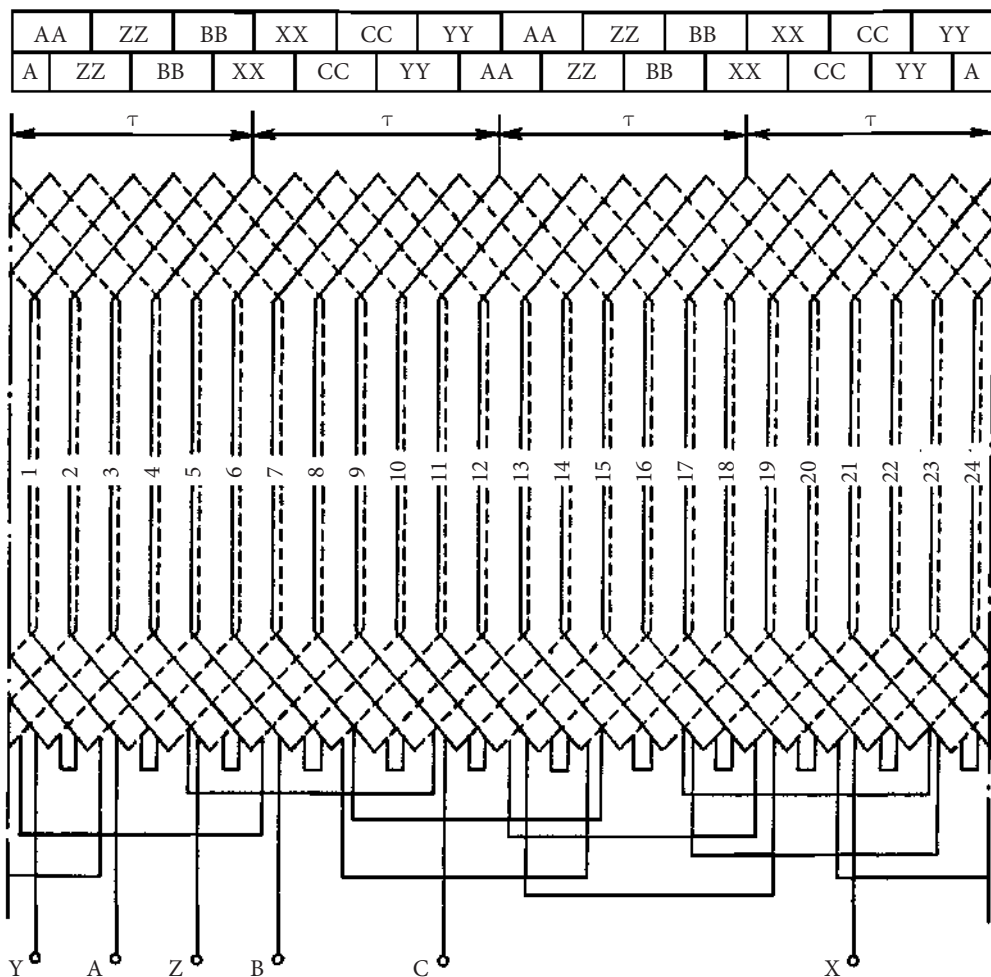 AA ZZ BB XX CC YY AA ZZ BB XX CC YY
A ZZ BB XX CC YY AA ZZ BB XX CC YY A
τ τ τ τ
1 2 3 4 5 6 7 8 9 10 11 12 13 14 15 16 17 18 19 20 21 22 23 24
Y A Z B C X